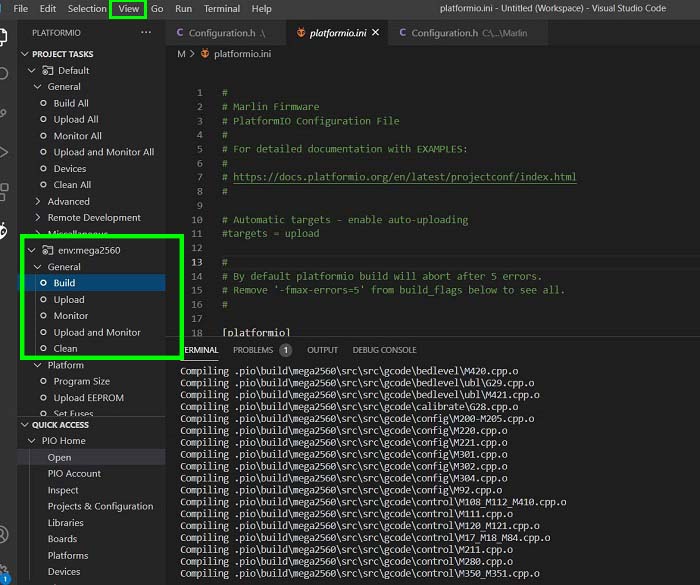 File Edit Selection View Go Run Terminal Help platformio.ini - Untitled (Workspace) - Visual Studio Code
PLATFORMIO ...
PROJECT TASKS
Default
General
Build All
Upload All
Monitor All
Upload and Monitor All
Devices
Clean All
Advanced
Remote Development
Miscellaneous
env:mega2560
General
Build
Upload
Monitor
Upload and Monitor
Clean
Platform
Program Size
Upload EEPROM
Set Fuses
QUICK ACCESS
PIO Home
Open
PIO Account
Inspect
Projects & Configuration
Libraries
Boards
Platforms
Devices
1
C Configuration.h .\ platformio.ini × C Configuration.h C:\...\Marlin
M > platformio.ini
1 #
2 # Marlin Firmware
3 # PlatformIO Configuration File
4 #
5 # For detailed documentation with EXAMPLES:
6 #
7 # https://docs.platformio.org/en/latest/projectconf/index.html
8 #
9
10 # Automatic targets - enable auto-uploading
11 #targets = upload
12
13 #
14 # By default platformio build will abort after 5 errors.
15 # Remove '-fmax-errors=5' from build_flags below to see all.
16 #
17
18 [platformio]
TERMINAL PROBLEMS 1 OUTPUT DEBUG CONSOLE
Compiling .pio\build\mega2560\src\src\gcode\bedlevel\M420.cpp.o
Compiling .pio\build\mega2560\src\src\gcode\bedlevel\ubl\G29.cpp.o
Compiling .pio\build\mega2560\src\src\gcode\bedlevel\ubl\M421.cpp.o
Compiling .pio\build\mega2560\src\src\gcode\calibrate\G28.cpp.o
Compiling .pio\build\mega2560\src\src\gcode\config\M200-M205.cpp.o
Compiling .pio\build\mega2560\src\src\gcode\config\M220.cpp.o
Compiling .pio\build\mega2560\src\src\gcode\config\M221.cpp.o
Compiling .pio\build\mega2560\src\src\gcode\config\M301.cpp.o
Compiling .pio\build\mega2560\src\src\gcode\config\M302.cpp.o
Compiling .pio\build\mega2560\src\src\gcode\config\M304.cpp.o
Compiling .pio\build\mega2560\src\src\gcode\config\M92.cpp.o
Compiling .pio\build\mega2560\src\src\gcode\control\M108_M112_M410.cpp.o
Compiling .pio\build\mega2560\src\src\gcode\control\M111.cpp.o
Compiling .pio\build\mega2560\src\src\gcode\control\M120_M121.cpp.o
Compiling .pio\build\mega2560\src\src\gcode\control\M17_M18_M84.cpp.o
Compiling .pio\build\mega2560\src\src\gcode\control\M211.cpp.o
Compiling .pio\build\mega2560\src\src\gcode\control\M280.cpp.o
Compiling .pio\build\mega2560\src\src\gcode\control\M350_M351.cpp.o